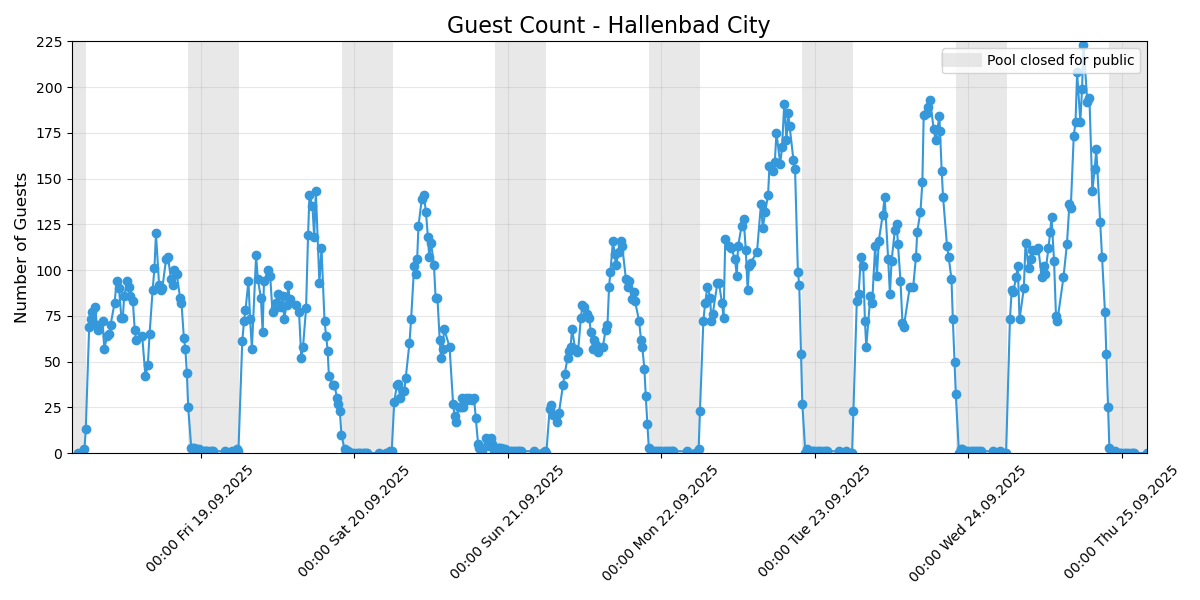 Guest Count - Hallenbad City
Pool closed for public
Number of Guests
225
200
175
150
125
100
75
50
25
0
00:00 Fri 19.09.2025
00:00 Sat 20.09.2025
00:00 Sun 21.09.2025
00:00 Mon 22.09.2025
00:00 Tue 23.09.2025
00:00 Wed 24.09.2025
00:00 Thu 25.09.2025